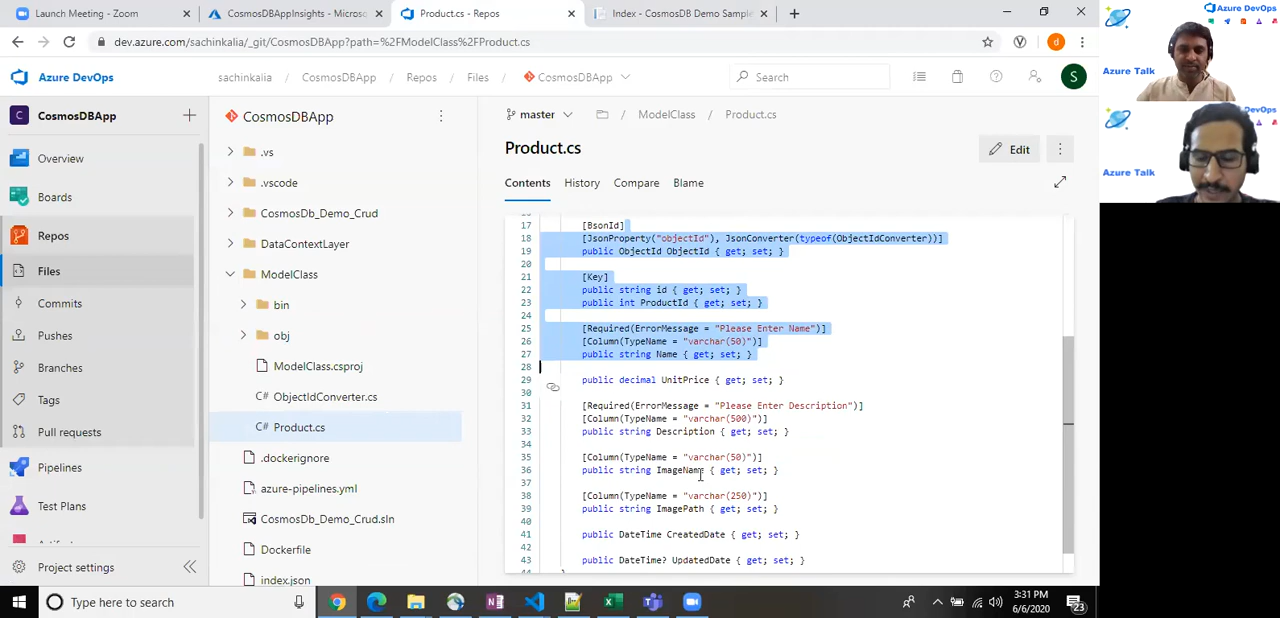 Launch Meeting - Zoom
CosmosDBAppInsights - Microso
Product.cs - Repos
Index - CosmosDB Demo Sample
dev.azure.com/sachinkalia/_git/CosmosDBApp?path=%2FModelClass%2FProduct.cs
Azure DevOps
sachinkalia / CosmosDBApp / Repos / Files / CosmosDBApp
Search
S
C CosmosDBApp
Overview
Boards
Repos
Files
Commits
Pushes
Branches
Tags
Pull requests
Pipelines
Test Plans
Project settings
CosmosDBApp
.vs
.vscode
CosmosDb_Demo_Crud
DataContextLayer
ModelClass
bin
obj
ModelClass.csproj
C# ObjectIdConverter.cs
C# Product.cs
.dockerignore
azure-pipelines.yml
CosmosDb_Demo_Crud.sln
Dockerfile
index.json
master / ModelClass / Product.cs
Product.cs
Edit
Contents History Compare Blame
17 [BsonId]
18 [JsonProperty("objectId"), JsonConverter(typeof(ObjectIdConverter))]
19 public ObjectId ObjectId { get; set; }
20
21 [Key]
22 public string id { get; set; }
23 public int ProductId { get; set; }
24
25 [Required(ErrorMessage = "Please Enter Name")]
26 [Column(TypeName = "varchar(50)")]
27 public string Name { get; set; }
28
29 public decimal UnitPrice { get; set; }
30
31 [Required(ErrorMessage = "Please Enter Description")]
32 [Column(TypeName = "varchar(500)")]
33 public string Description { get; set; }
34
35 [Column(TypeName = "varchar(50)")]
36 public string ImageName { get; set; }
37
38 [Column(TypeName = "varchar(250)")]
39 public string ImagePath { get; set; }
40
41 public DateTime CreatedDate { get; set; }
42
43 public DateTime? UpdatedDate { get; set; }
Azure DevOps
Azure Talk
DevOps
Azure Talk
Type here to search
3:31 PM
6/6/2020
23